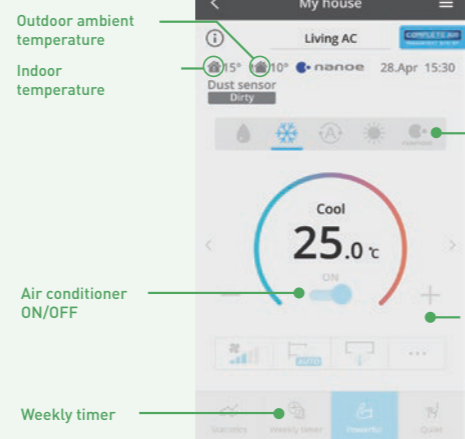 My house
Outdoor ambient
temperature
Living AC
COMPLETE AIR
Indoor
temperature
15° 10° nanoe 28.Apr 15:30
Dust sensor
Dirty
Cool
25.0 °c
ON
Air conditioner
ON/OFF
AUTO
Weekly timer
Statistics Weekly timer Powerful Quiet